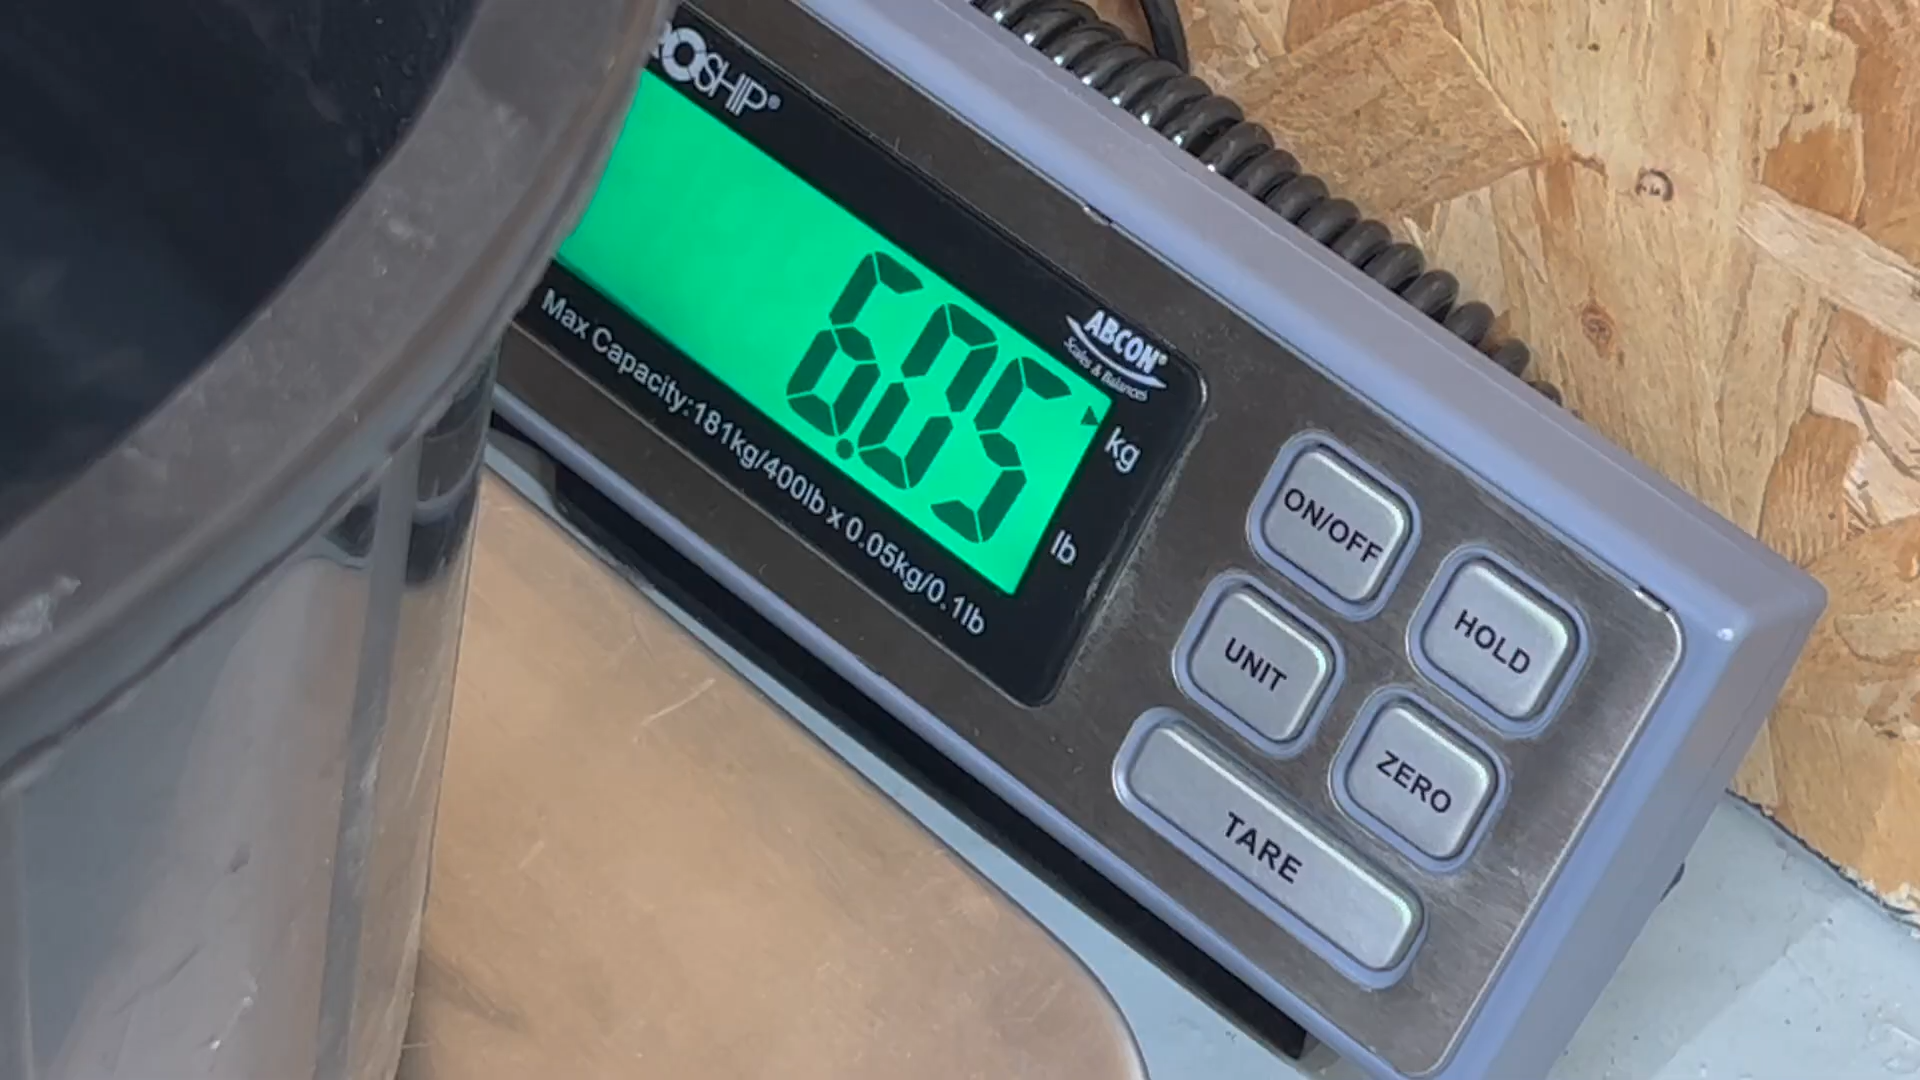 ROSHIP®
6.05
ABCON®
Scales & Balances
kg
lb
Max Capacity:181kg/400lb x 0.05kg/0.1lb
ON/OFF
HOLD
UNIT
ZERO
TARE